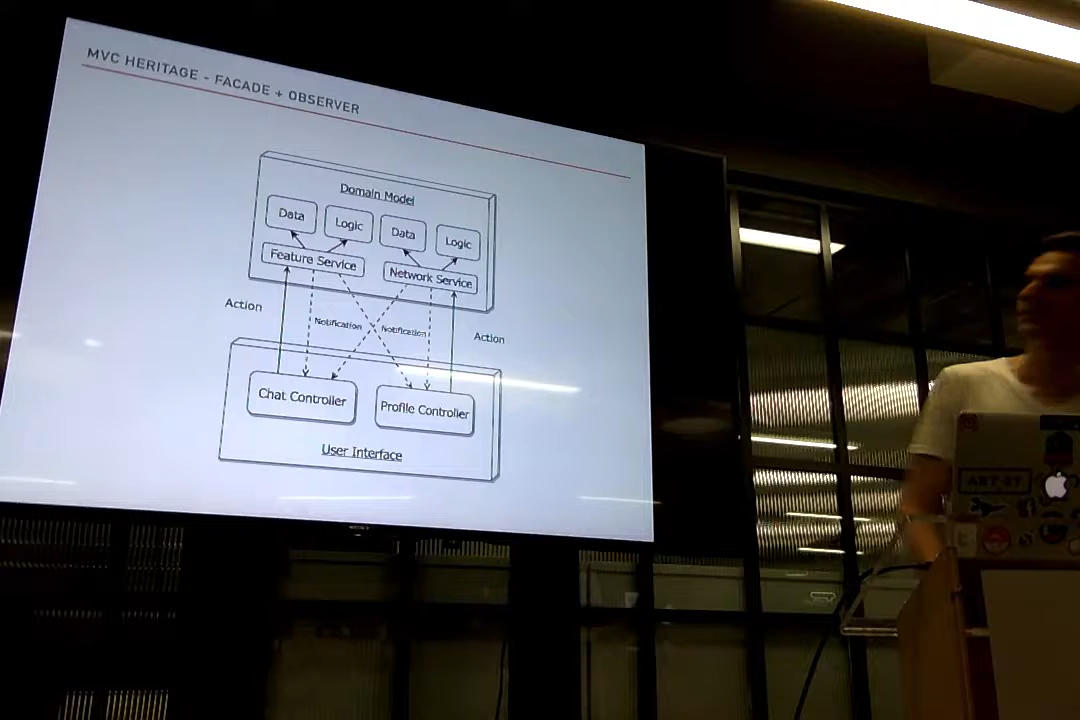 MVC HERITAGE - FACADE + OBSERVER
Domain Model
Data
Logic
Data
Logic
Feature Service
Network Service
Action
Notification
Notification
Action
Chat Controller
Profile Controller
User Interface